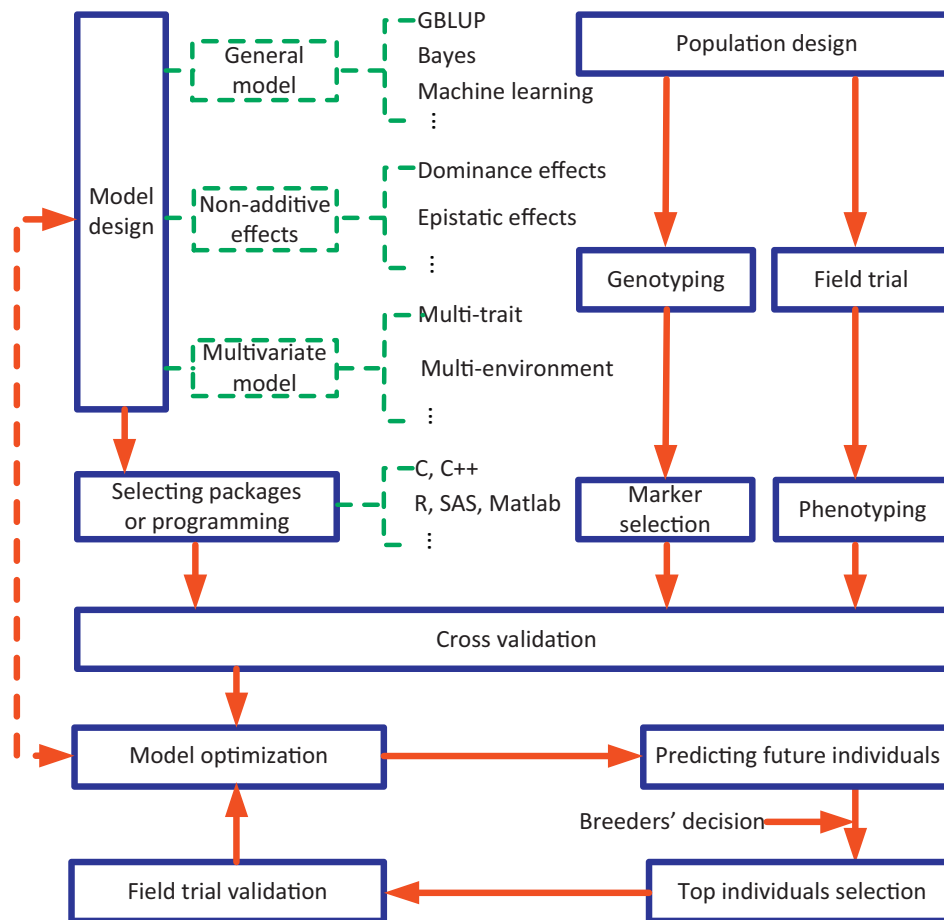 GBLUP
Bayes
Machine learning
⋮
General
model
Population design
Model
design
Non-additive
effects
Dominance effects
Epistatic effects
⋮
Genotyping
Field trial
Multivariate
model
Multi-trait
Multi-environment
⋮
Selecting packages
or programming
C, C++
R, SAS, Matlab
⋮
Marker
selection
Phenotyping
Cross validation
Model optimization
Predicting future individuals
Breeders’ decision
Field trial validation
Top individuals selection